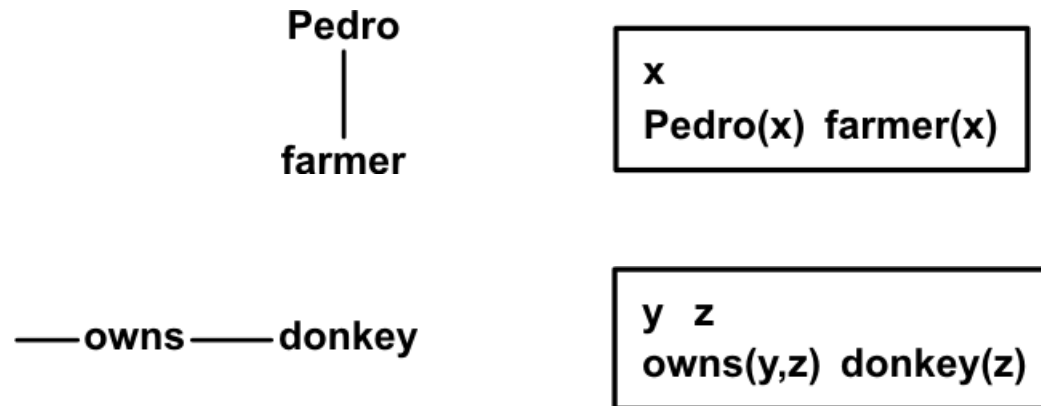 Pedro
farmer
x
Pedro(x) farmer(x)
owns donkey
y z
owns(y,z) donkey(z)